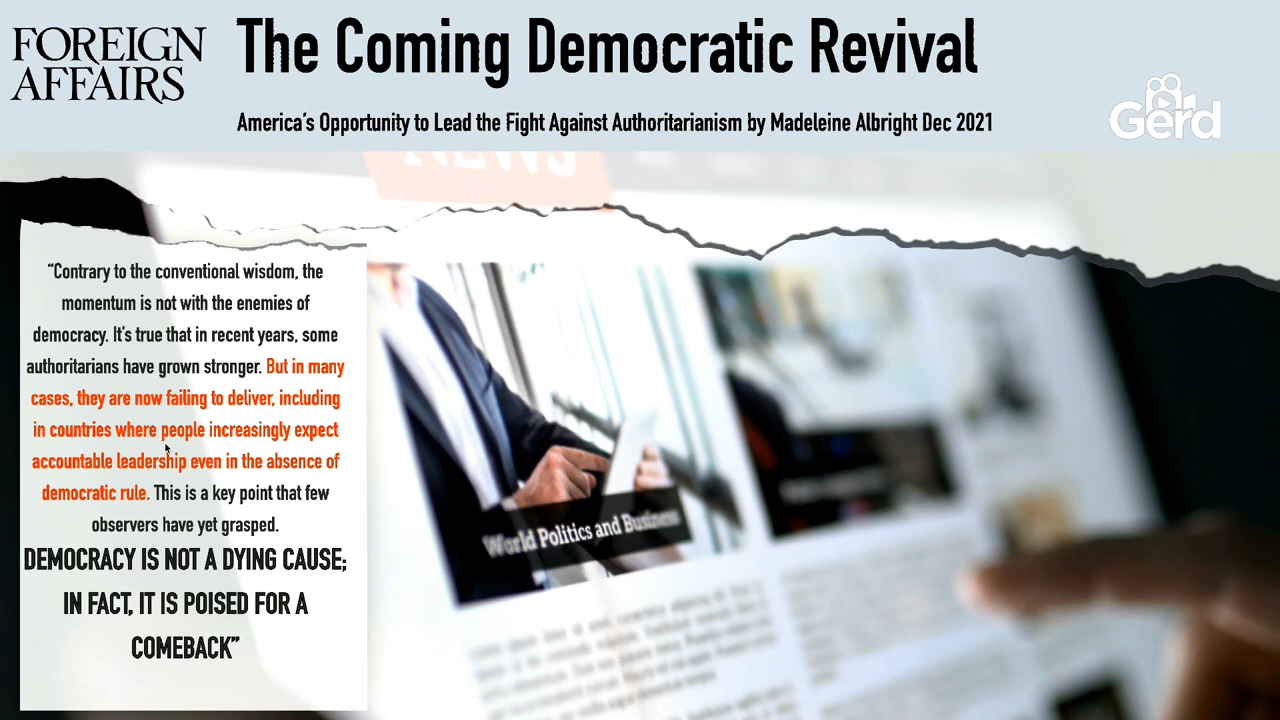 FOREIGN
AFFAIRS
The Coming Democratic Revival
America's Opportunity to Lead the Fight Against Authoritarianism by Madeleine Albright Dec 2021
Gerd
NEWS
“Contrary to the conventional wisdom, the
momentum is not with the enemies of
democracy. It's true that in recent years, some
authoritarians have grown stronger. But in many
cases, they are now failing to deliver, including
in countries where people increasingly expect
accountable leadership even in the absence of
democratic rule. This is a key point that few
observers have yet grasped.
DEMOCRACY IS NOT A DYING CAUSE;
IN FACT, IT IS POISED FOR A
COMEBACK”
World Politics and Business